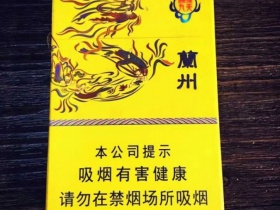 兰州
本公司提示
吸烟有害健康
请勿在禁烟场所吸烟